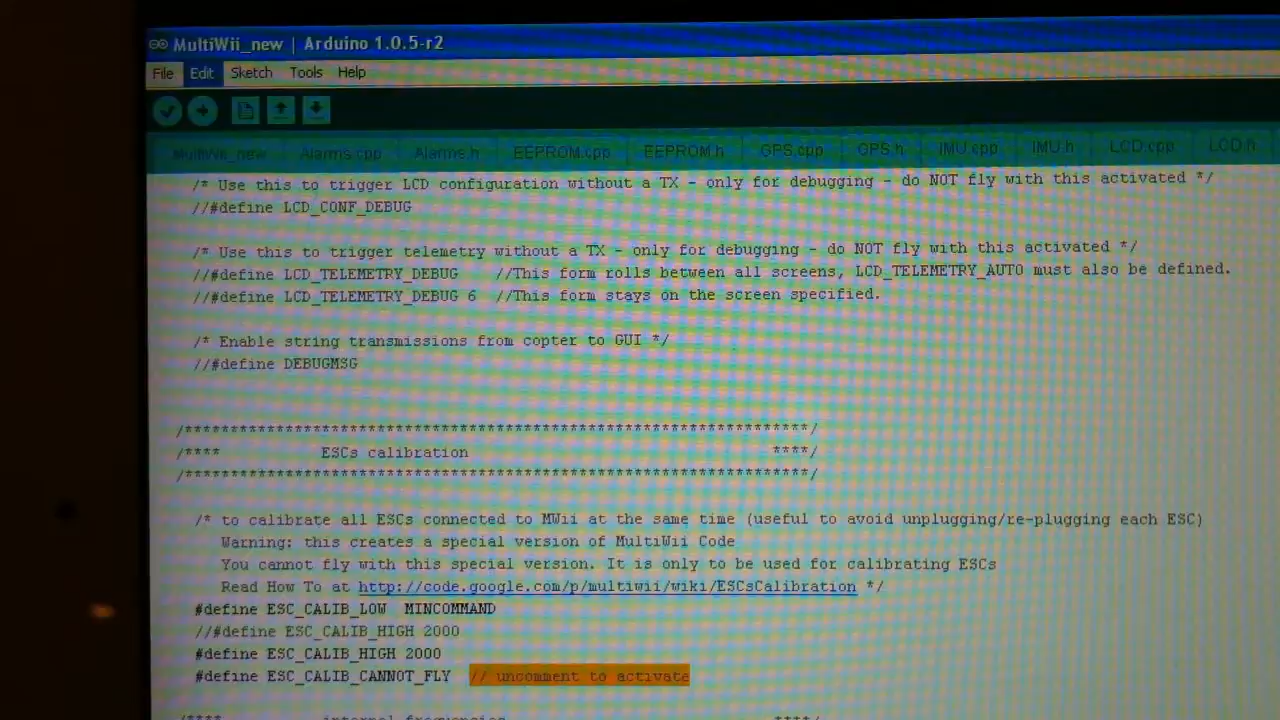 MultiWii_new | Arduino 1.0.5-r2
File Edit Sketch Tools Help
MultiWii_new Alarms.cpp Alarms.h EEPROM.cpp EEPROM.h GPS.cpp GPS.h IMU.cpp IMU.h LCD.cpp LCD.h
/* Use this to trigger LCD configuration without a TX - only for debugging - do NOT fly with this activated */
//#define LCD_CONF_DEBUG
/* Use this to trigger telemetry without a TX - only for debugging - do NOT fly with this activated */
//#define LCD_TELEMETRY_DEBUG //This form rolls between all screens, LCD_TELEMETRY_AUTO must also be defined.
//#define LCD_TELEMETRY_DEBUG 6 //This form stays on the screen specified.
/* Enable string transmissions from copter to GUI */
//#define DEBUGMSG
/********************************************************************/
/**** ESCs calibration ****/
/********************************************************************/
/* to calibrate all ESCs connected to MWii at the same time (useful to avoid unplugging/re-plugging each ESC)
Warning: this creates a special version of MultiWii Code
You cannot fly with this special version. It is only to be used for calibrating ESCs
Read How To at http://code.google.com/p/multiwii/wiki/ESCsCalibration */
#define ESC_CALIB_LOW MINCOMMAND
//#define ESC_CALIB_HIGH 2000
#define ESC_CALIB_HIGH 2000
#define ESC_CALIB_CANNOT_FLY // uncomment to activate
/**** internal frequencies ****/